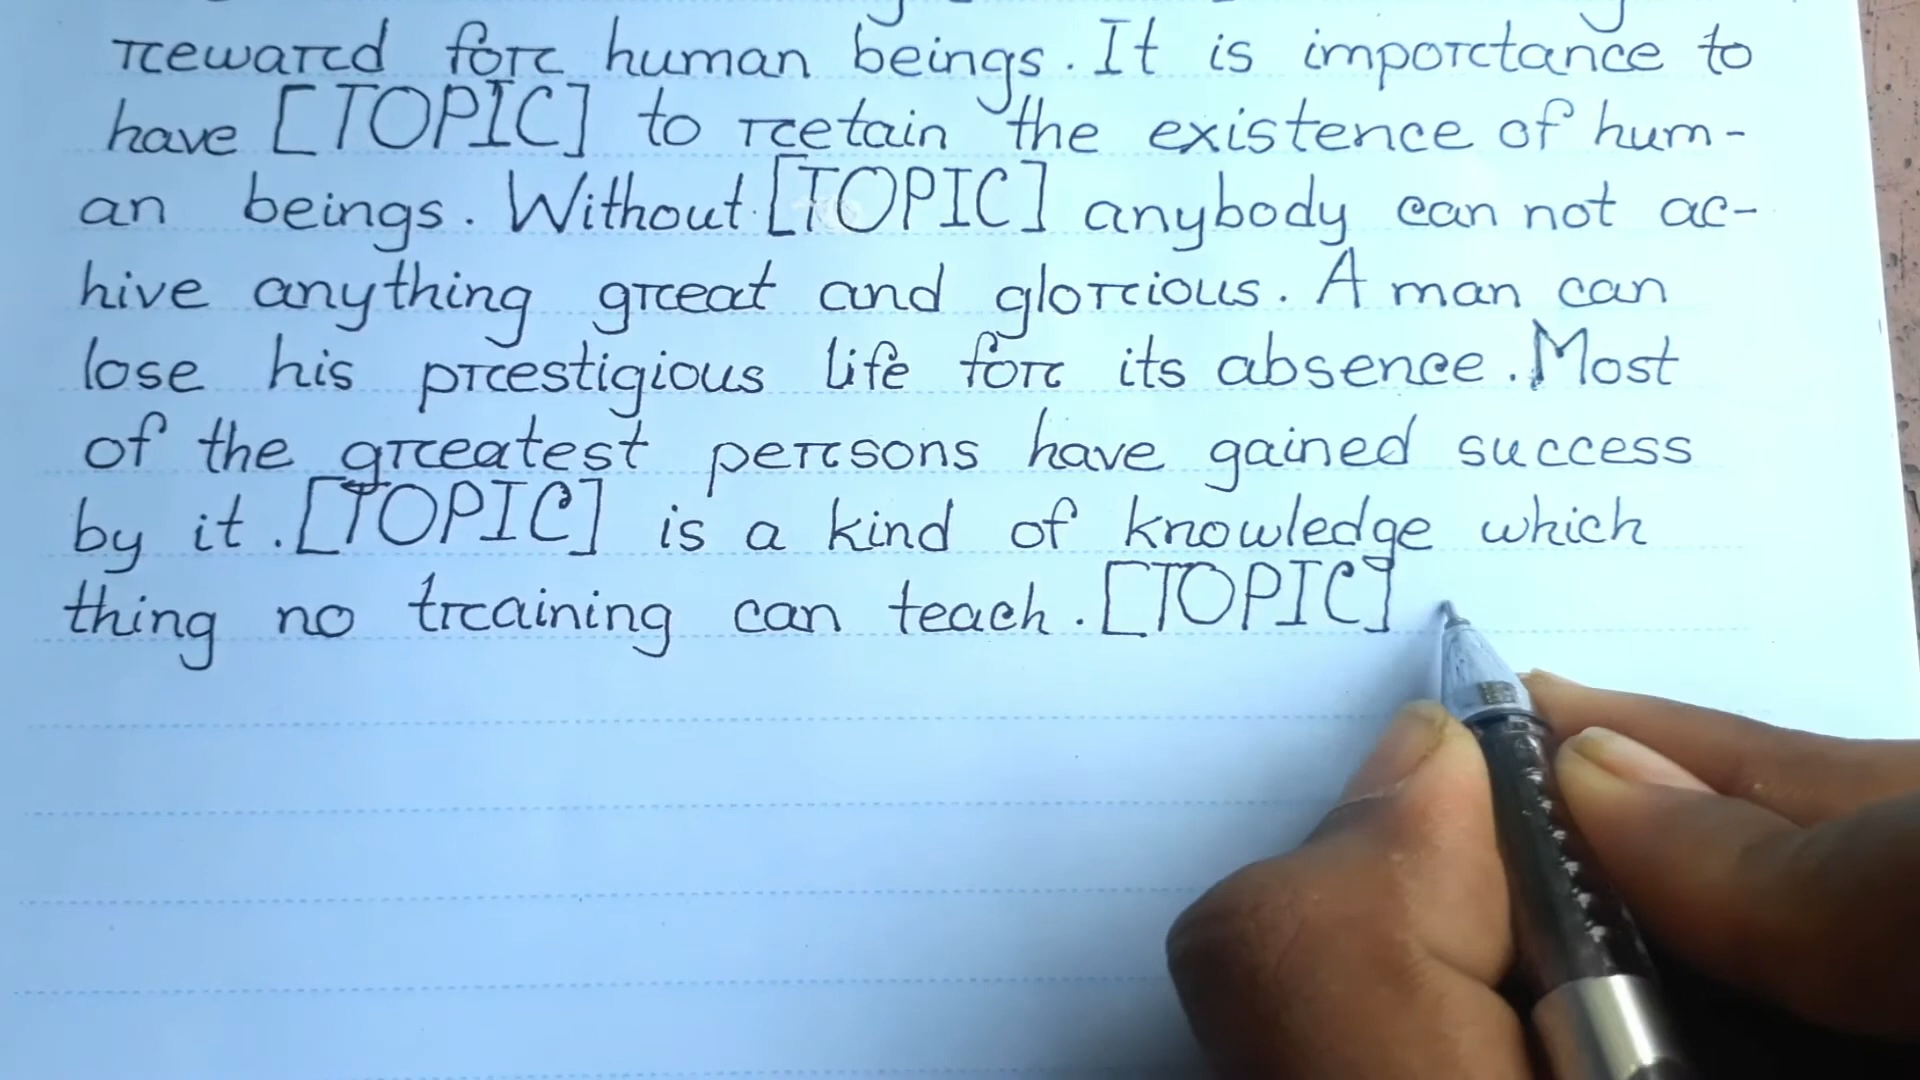 reward for human beings. It is importance to
have [TOPIC] to retain the existence of hum-
an beings. Without [TOPIC] anybody can not ac-
hive anything great and glorious. A man can
lose his prestigious life for its absence. Most
of the greatest persons have gained success
by it. [TOPIC] is a kind of knowledge which
thing no training can teach. [TOPIC]